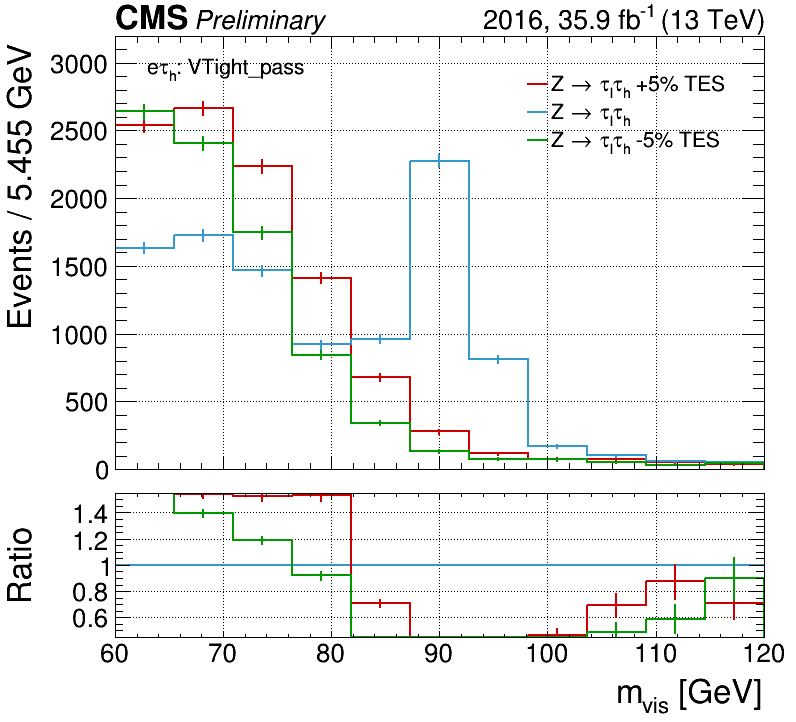 CMS Preliminary 2016, 35.9 fb⁻¹ (13 TeV)
eτₕ: VTight_pass
Z → τₗτₕ +5% TES
Z → τₗτₕ
Z → τₗτₕ -5% TES
Events / 5.455 GeV
3000
2500
2000
1500
1000
500
0
Ratio
1.4
1.2
1
0.8
0.6
60 70 80 90 100 110 120
m_vis [GeV]